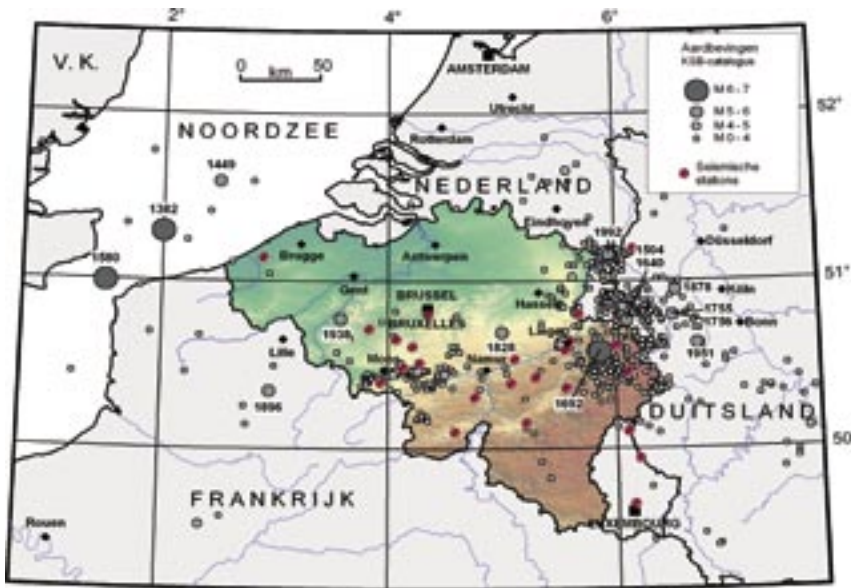 2°
4°
6°
V. K.
0 50
km
AMSTERDAM
Utrecht
Rotterdam
52°
NOORDZEE
NEDERLAND
Aardbevingen
KSB-catalogus
M 6 - 7
M 5 - 6
M 4 - 5
M 0 - 4
Seismische
stations
1449
1382
1580
Eindhoven
1992
1504
1640
Düsseldorf
Brugge
Antwerpen
51°
Gent
BRUSSEL
BRUXELLES
Hasselt
1878
Köln
1755
1756
Bonn
1951
1938
Lille
Mons
Namur
1828
1692
1896
DUITSLAND
50
FRANKRIJK
Rouen
LUXEMBOURG